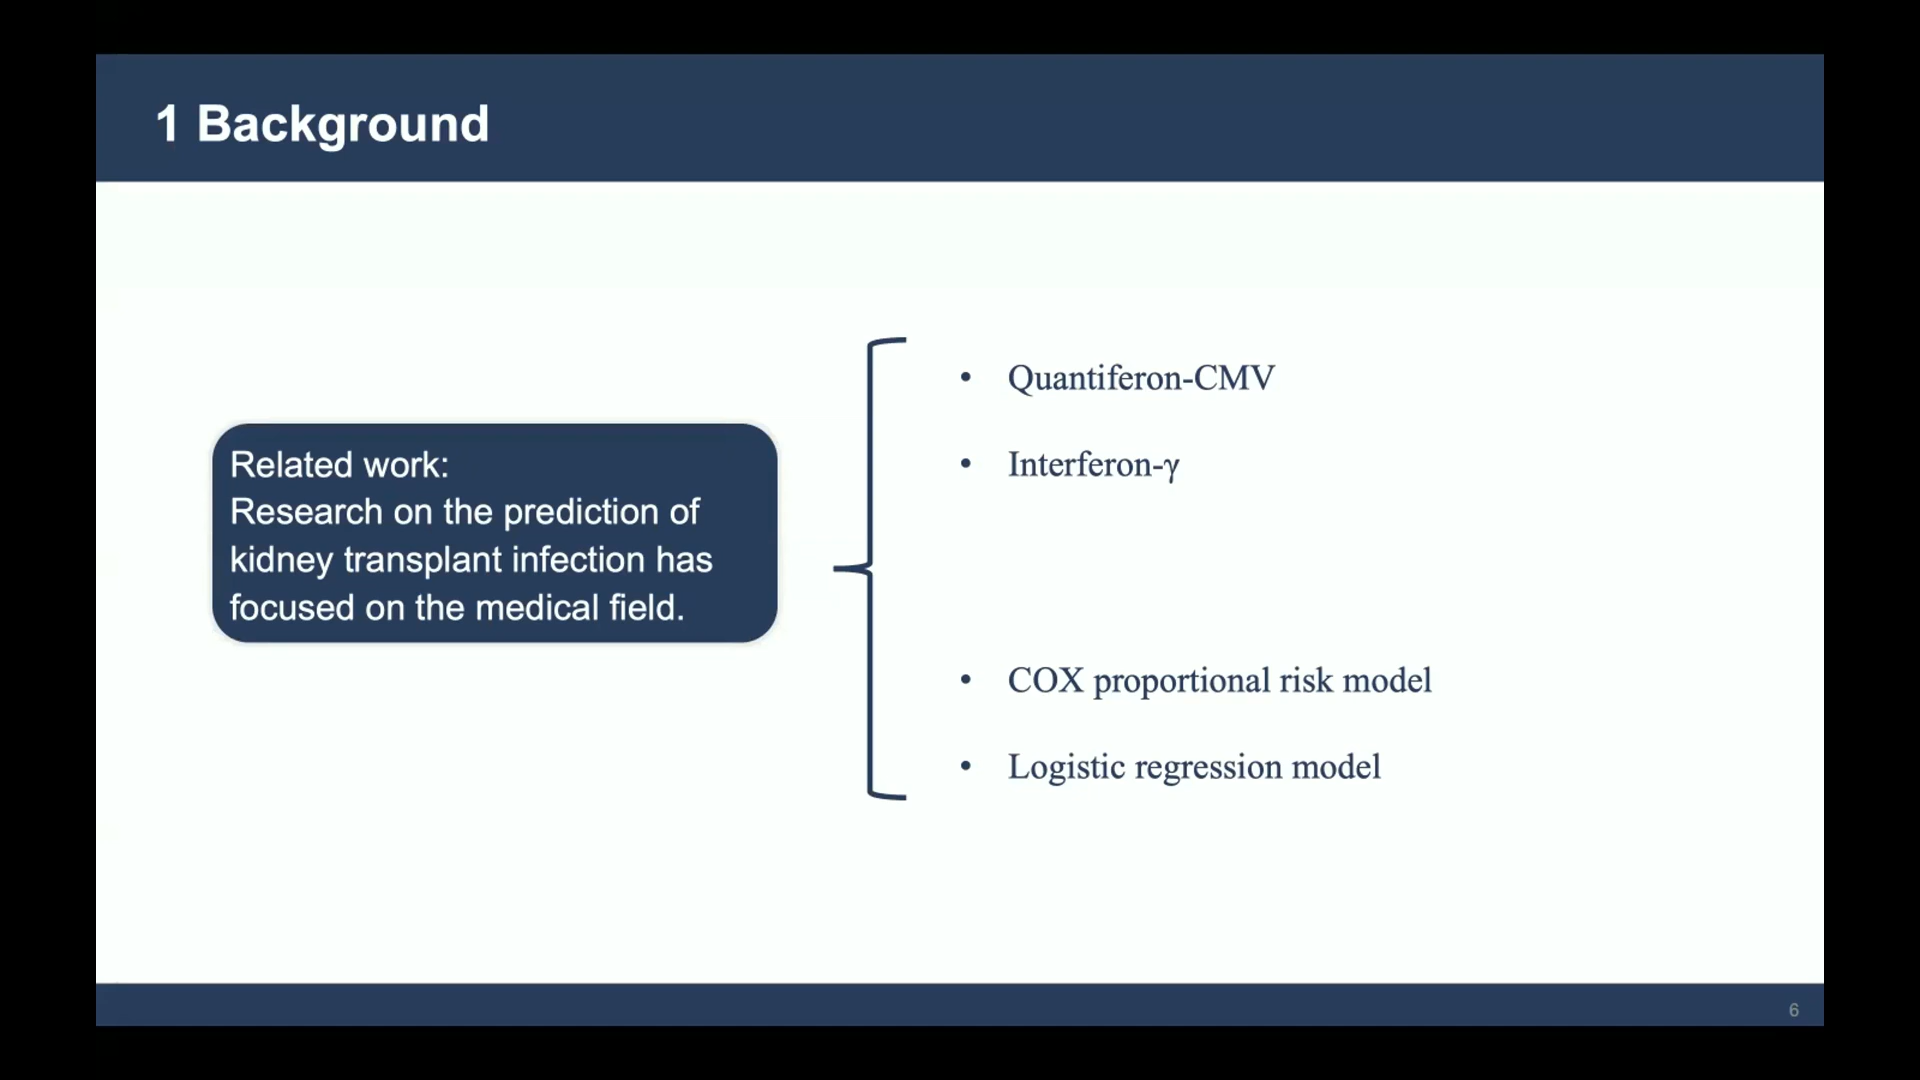 1 Background
Related work:
Research on the prediction of
kidney transplant infection has
focused on the medical field.
• Quantiferon-CMV
• Interferon-γ
• COX proportional risk model
• Logistic regression model
6